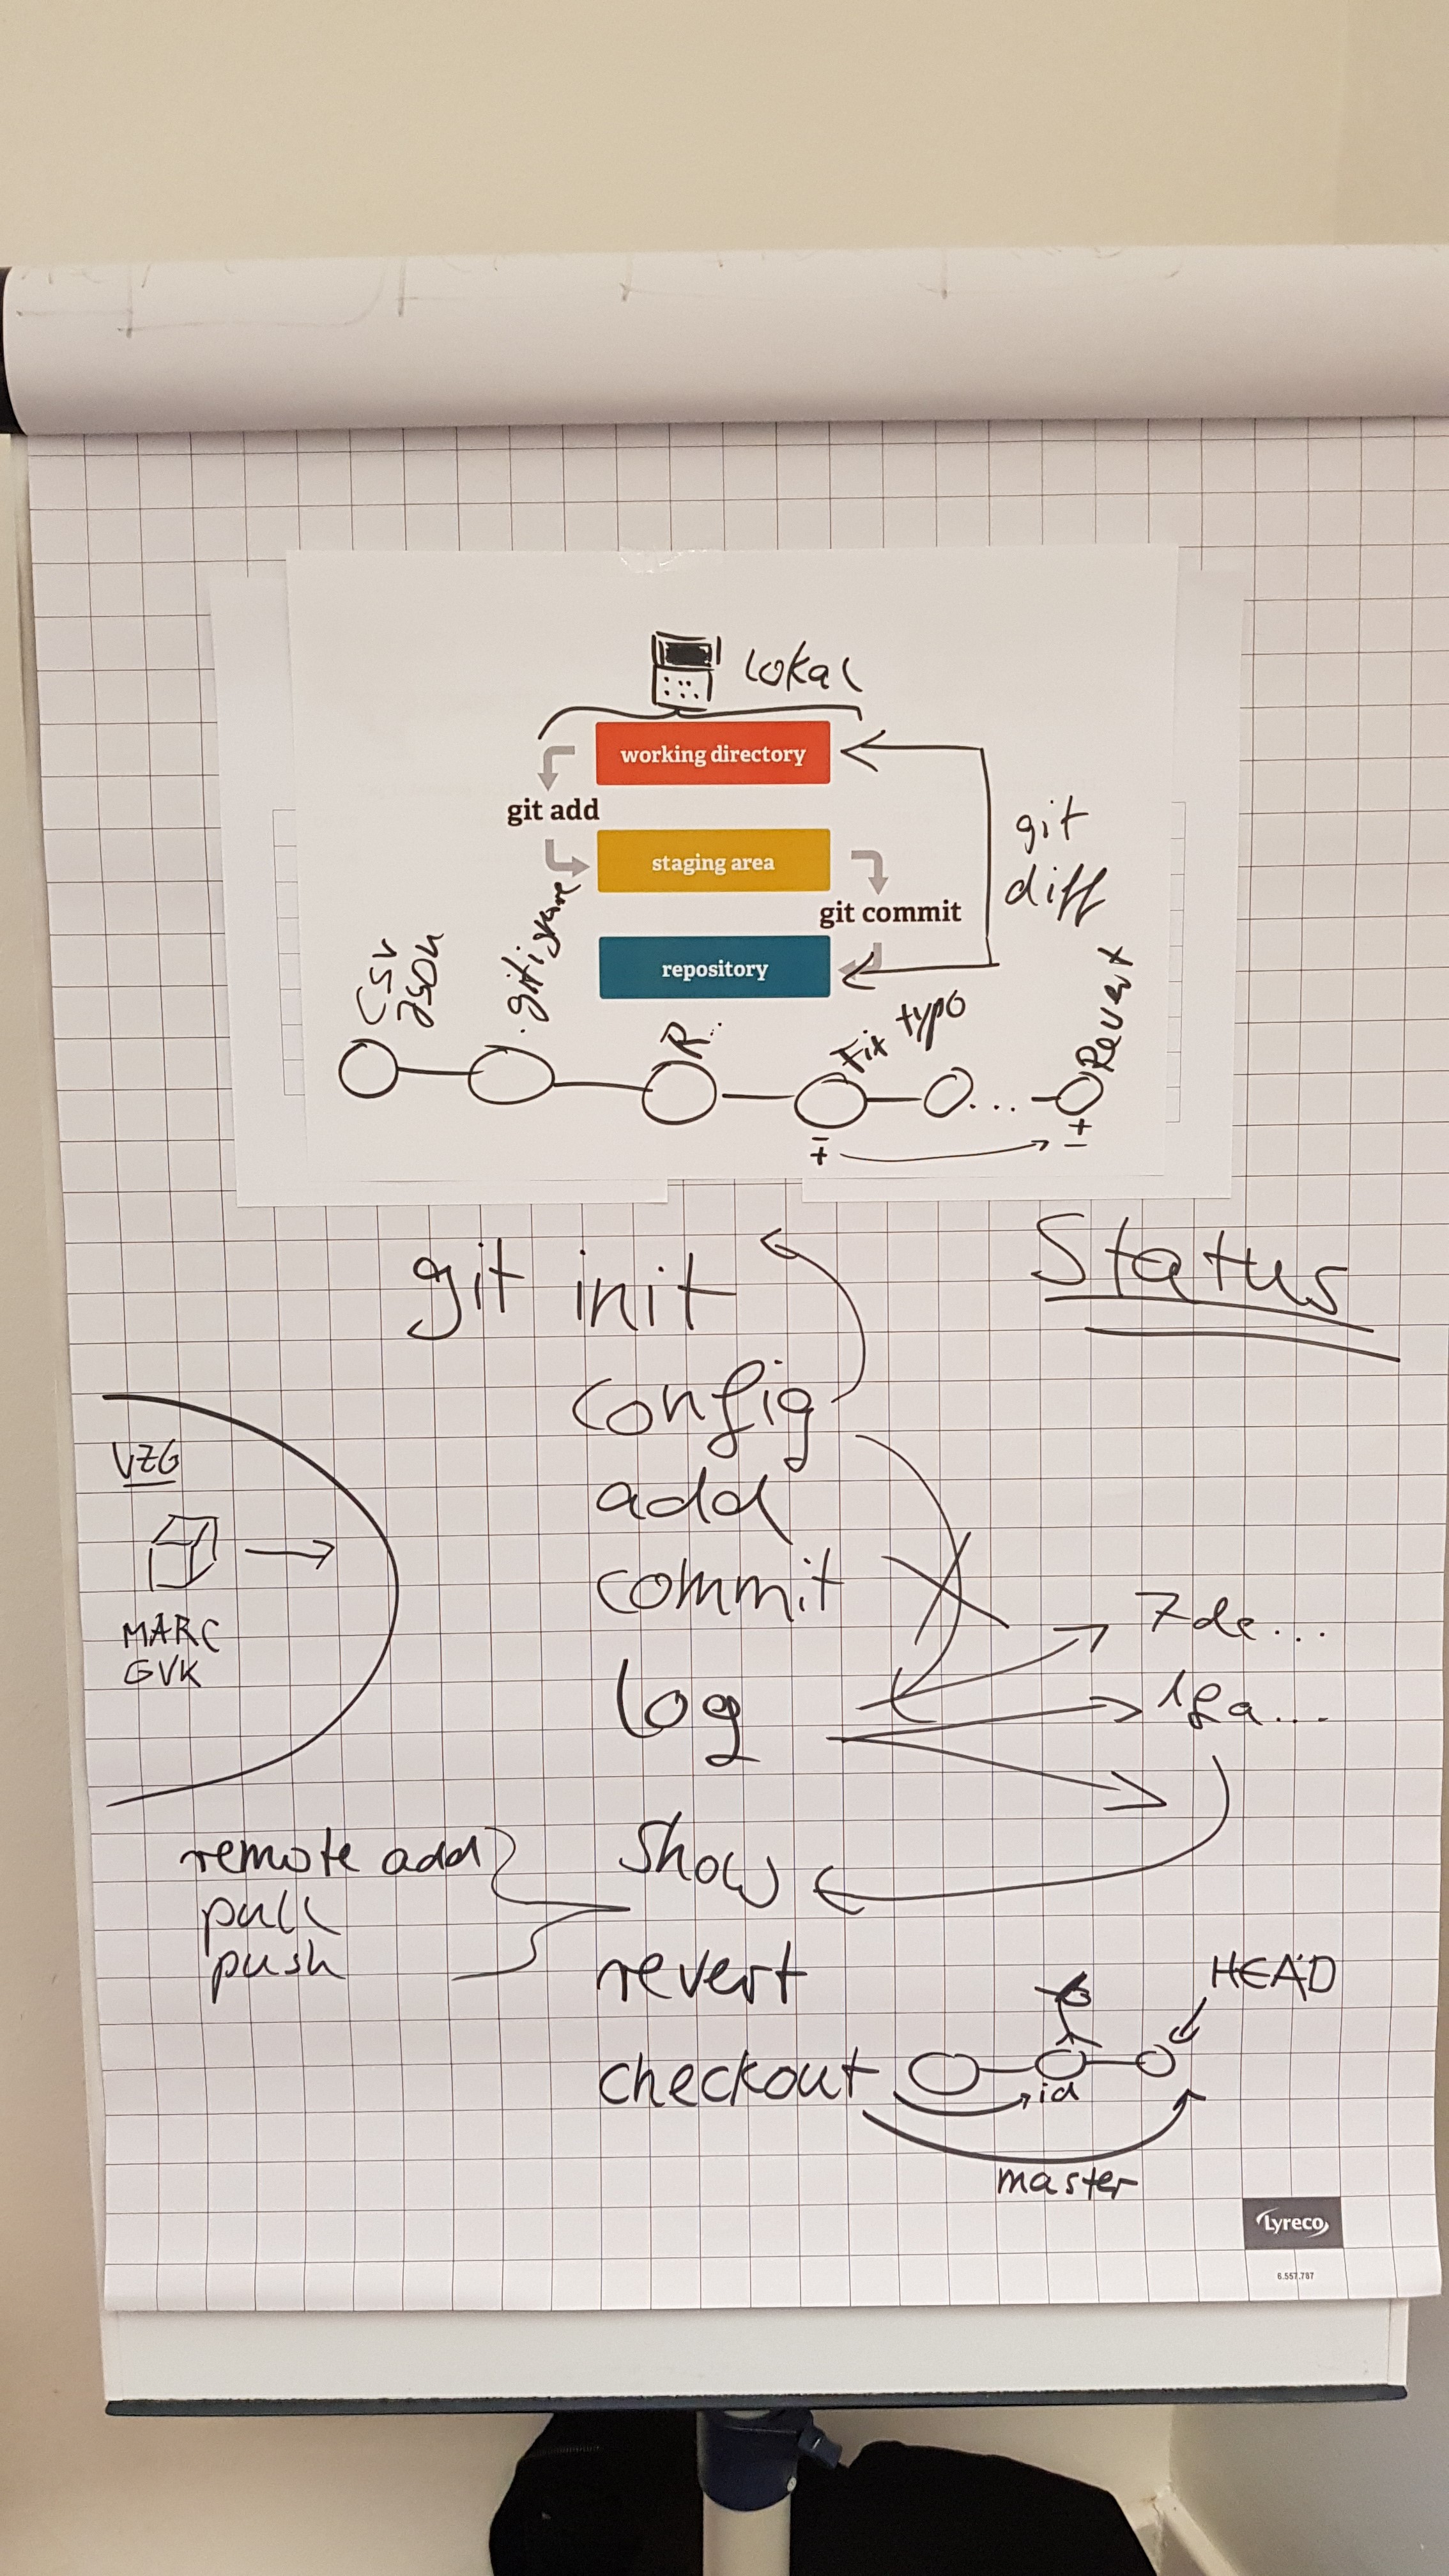 lokal
working directory
git add
staging area
git commit
git
diff
repository
CSV
JSON
.gitignore
R..
Fix typo
Revert
git init
Status
config
add
commit
log
7de...
1fa...
VZG
MARC
GVK
remote add
pull
push
show
revert
checkout
HEAD
id
master
Lyreco
6.557.787